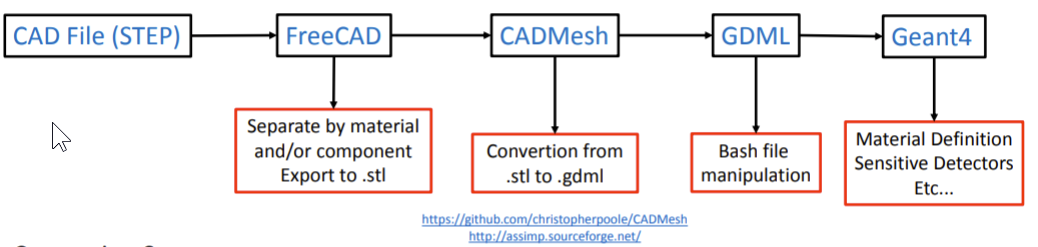 CAD File (STEP)
FreeCAD
CADMesh
GDML
Geant4
Separate by material
and/or component
Export to .stl
Convertion from
.stl to .gdml
Bash file
manipulation
Material Definition
Sensitive Detectors
Etc...
https://github.com/christopherpoole/CADMesh
http://assimp.sourceforge.net/